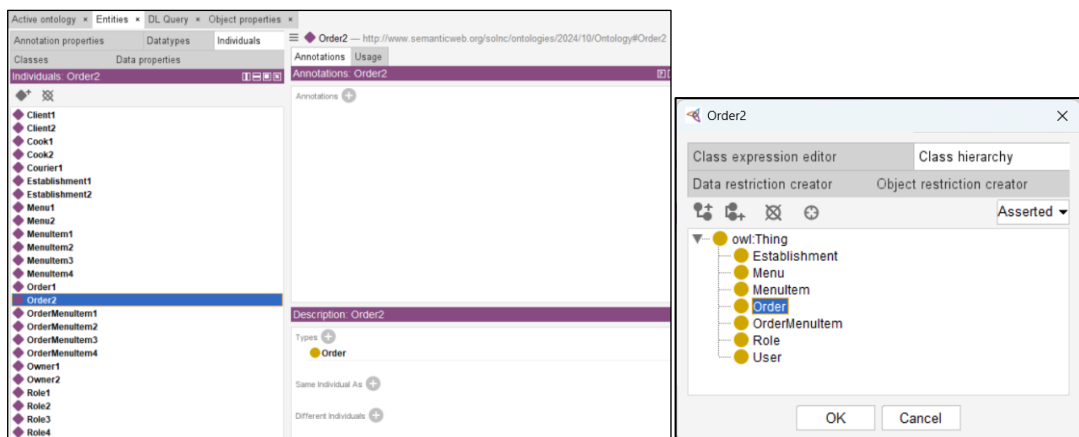 Active ontology × Entities × DL Query × Object properties ×
Annotation properties Datatypes Individuals
Classes Data properties
Individuals: Order2
Client1
Client2
Cook1
Cook2
Courier1
Establishment1
Establishment2
Menu1
Menu2
MenuItem1
MenuItem2
MenuItem3
MenuItem4
Order1
Order2
OrderMenuItem1
OrderMenuItem2
OrderMenuItem3
OrderMenuItem4
Owner1
Owner2
Role1
Role2
Role3
Role4
Order2 — http://www.semanticweb.org/solnc/ontologies/2024/10/Ontology#Order2
Annotations Usage
Annotations: Order2
Annotations
Description: Order2
Types
Order
Same Individual As
Different Individuals
Order2
Class expression editor Class hierarchy
Data restriction creator Object restriction creator
Asserted
owl:Thing
Establishment
Menu
MenuItem
Order
OrderMenuItem
Role
User
OK Cancel